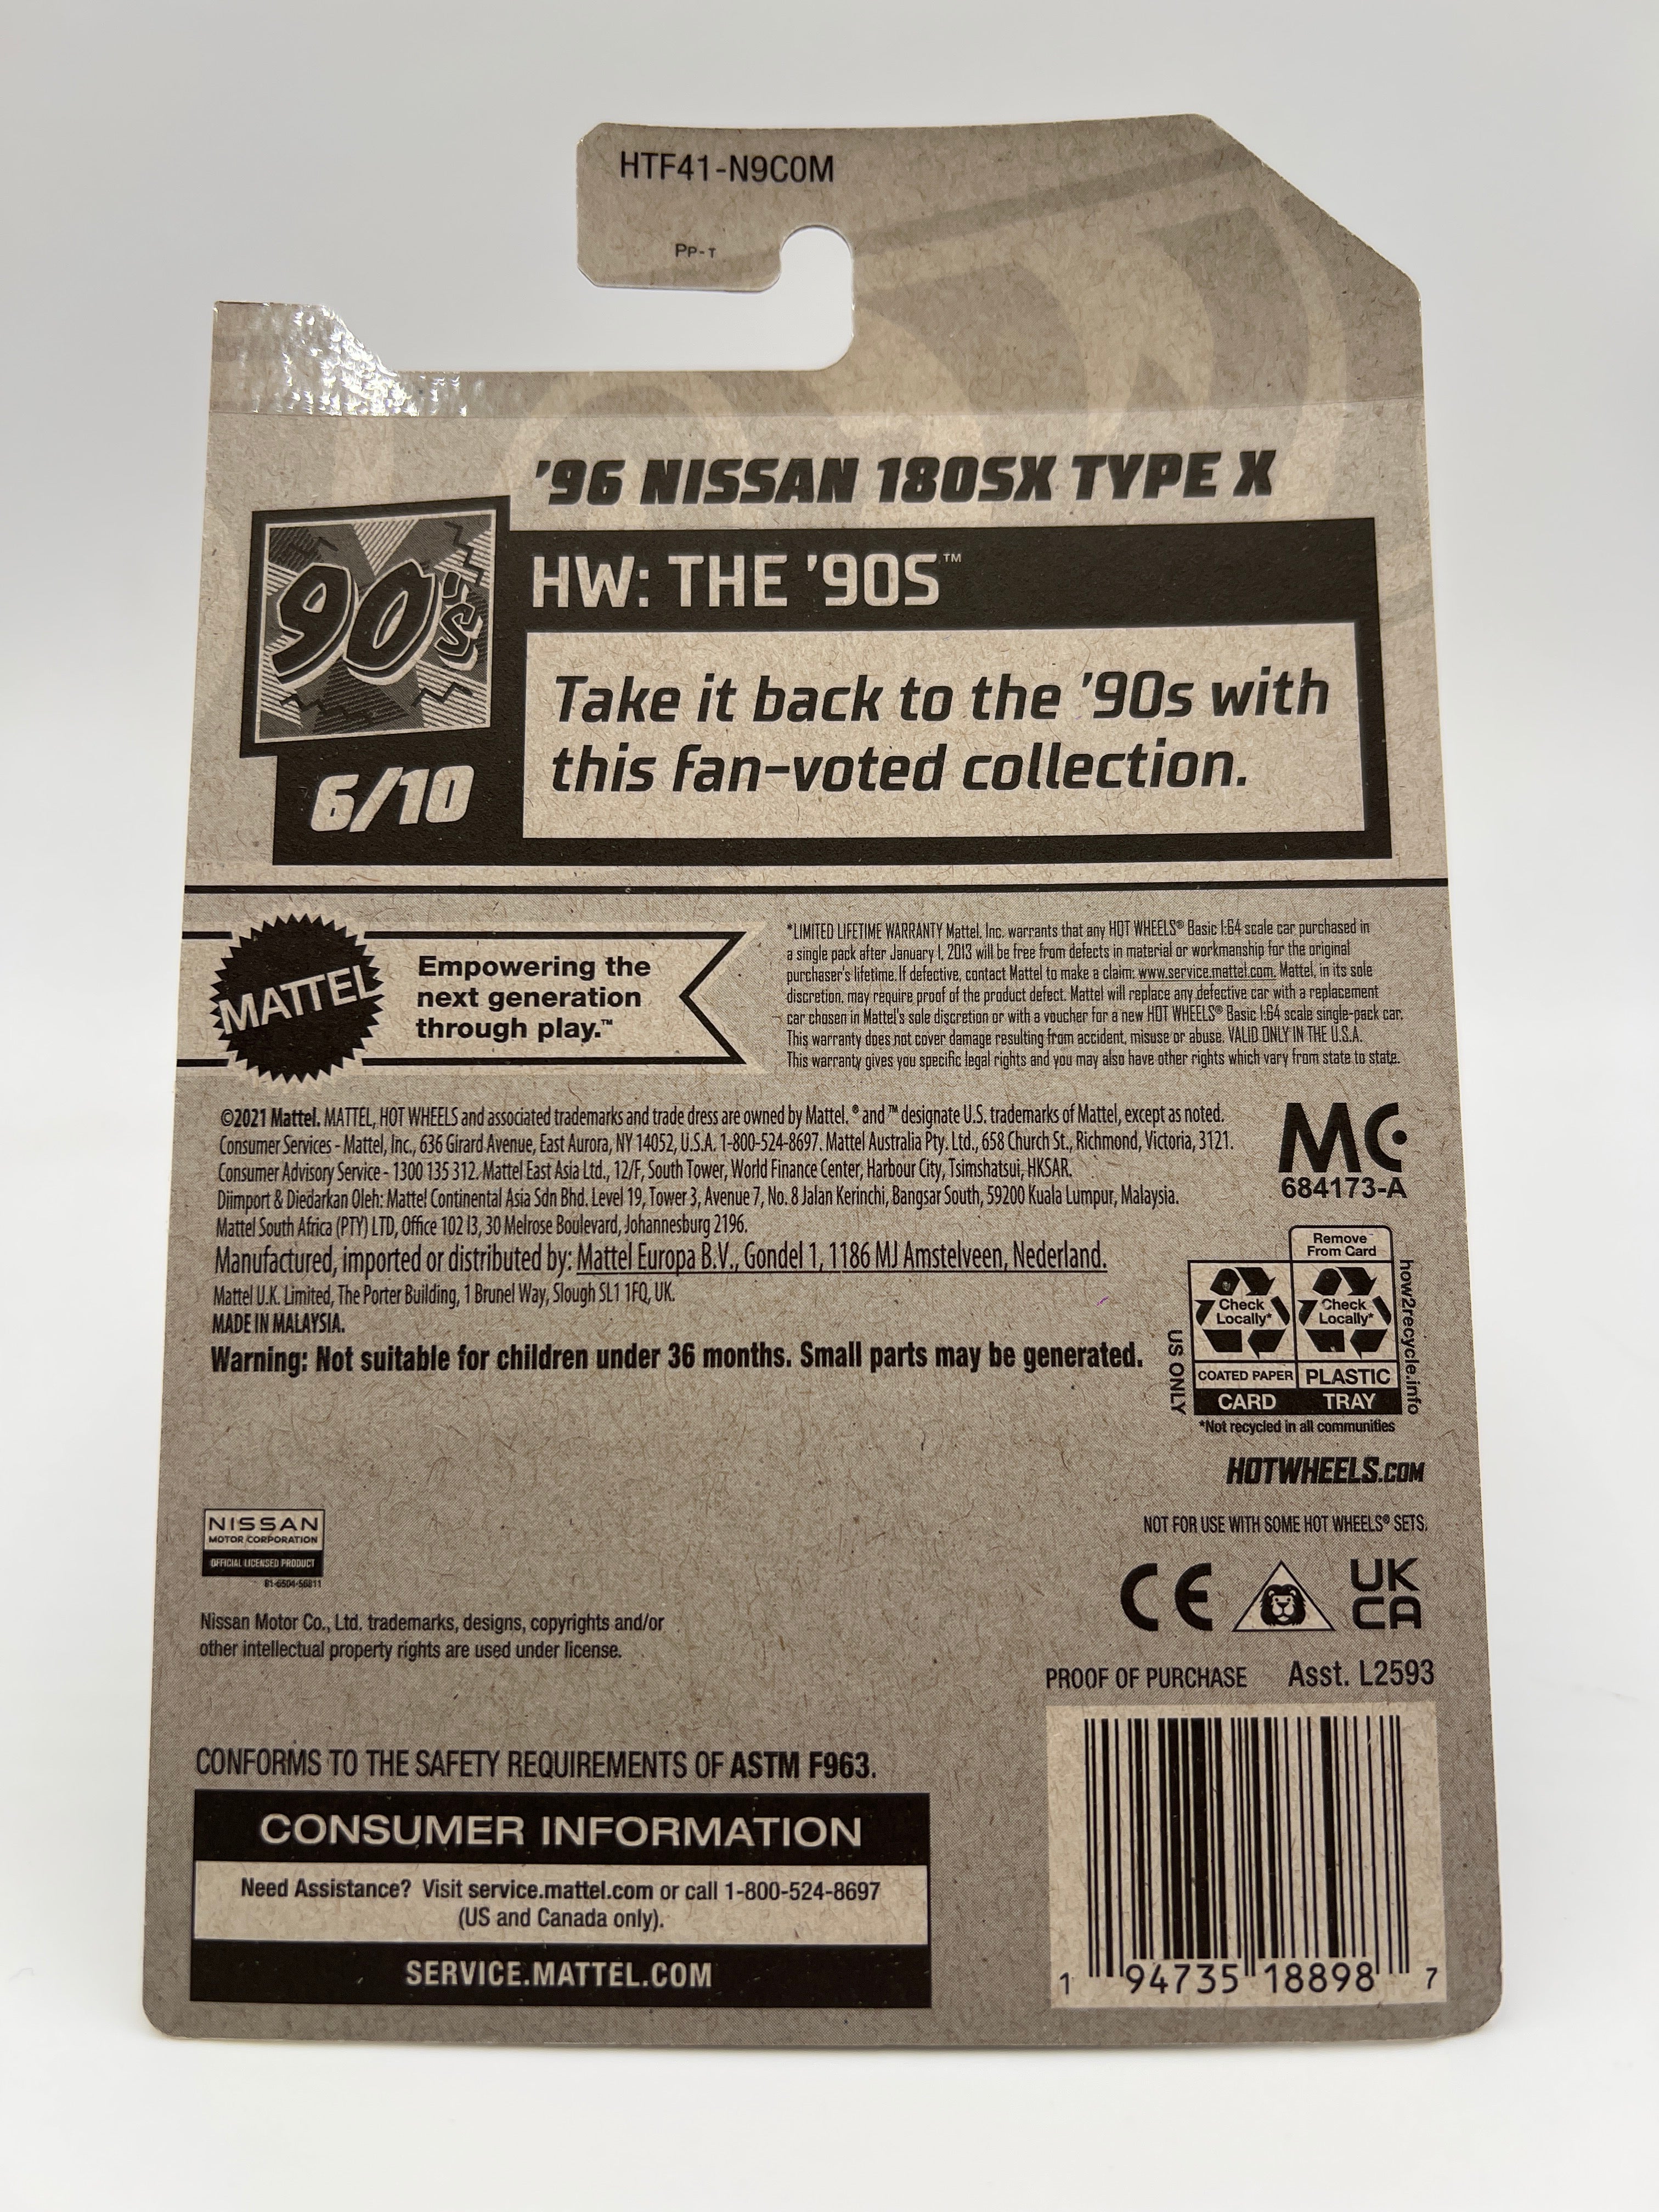 HTF41-N9C0M
PP-T
'96 NISSAN 180SX TYPE X
90's
HW: THE '90S™
Take it back to the '90s with
this fan-voted collection.
6/10
MATTEL
Empowering the
next generation
through play.™
*LIMITED LIFETIME WARRANTY Mattel, Inc. warrants that any HOT WHEELS® Basic 1:64 scale car purchased in
a single pack after January 1, 2013 will be free from defects in material or workmanship for the original
purchaser's lifetime. If defective, contact Mattel to make a claim: www.service.mattel.com. Mattel, in its sole
discretion, may require proof of the product defect. Mattel will replace any defective car with a replacement
car chosen in Mattel's sole discretion or with a voucher for a new HOT WHEELS® Basic 1:64 scale single-pack car.
This warranty does not cover damage resulting from accident, misuse or abuse. VALID ONLY IN THE U.S.A.
This warranty gives you specific legal rights and you may also have other rights which vary from state to state.
©2021 Mattel. MATTEL, HOT WHEELS and associated trademarks and trade dress are owned by Mattel. ® and ™ designate U.S. trademarks of Mattel, except as noted.
Consumer Services - Mattel, Inc., 636 Girard Avenue, East Aurora, NY 14052, U.S.A. 1-800-524-8697. Mattel Australia Pty. Ltd., 658 Church St., Richmond, Victoria, 3121.
Consumer Advisory Service - 1300 135 312. Mattel East Asia Ltd., 12/F, South Tower, World Finance Center, Harbour City, Tsimshatsui, HKSAR.
Diimport & Diedarkan Oleh: Mattel Continental Asia Sdn Bhd. Level 19, Tower 3, Avenue 7, No. 8 Jalan Kerinchi, Bangsar South, 59200 Kuala Lumpur, Malaysia.
Mattel South Africa (PTY) LTD, Office 102 I3, 30 Melrose Boulevard, Johannesburg 2196.
Manufactured, imported or distributed by: Mattel Europa B.V., Gondel 1, 1186 MJ Amstelveen, Nederland.
Mattel U.K. Limited, The Porter Building, 1 Brunel Way, Slough SL1 1FQ, UK.
MADE IN MALAYSIA.
Warning: Not suitable for children under 36 months. Small parts may be generated.
MC
684173-A
Remove
From Card
Check
Locally*
Check
Locally*
COATED PAPER
PLASTIC
CARD
TRAY
US ONLY
how2recycle.info
*Not recycled in all communities
HOTWHEELS.COM
NOT FOR USE WITH SOME HOT WHEELS® SETS.
NISSAN
MOTOR CORPORATION
OFFICIAL LICENSED PRODUCT
81-6504-56811
CE
UK
CA
Nissan Motor Co., Ltd. trademarks, designs, copyrights and/or
other intellectual property rights are used under license.
PROOF OF PURCHASE Asst. L2593
CONFORMS TO THE SAFETY REQUIREMENTS OF ASTM F963.
CONSUMER INFORMATION
Need Assistance? Visit service.mattel.com or call 1-800-524-8697
(US and Canada only).
SERVICE.MATTEL.COM
1 94735 18898 7